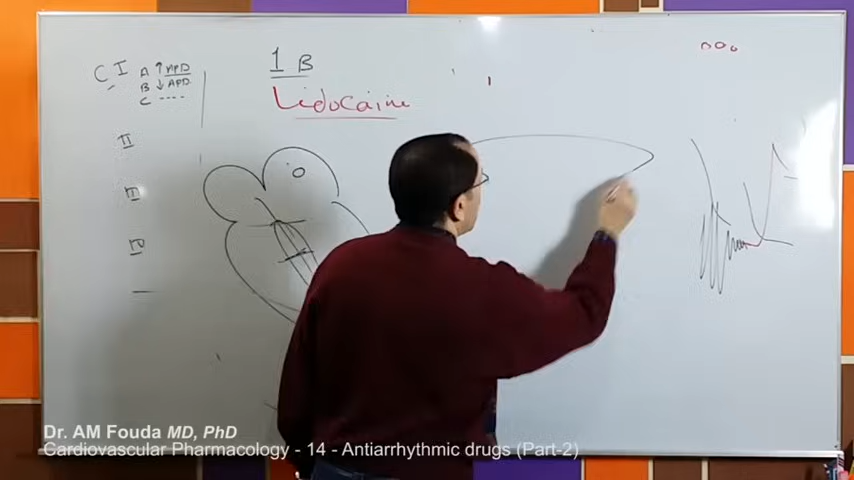 CI A ↑ APD
B ↓ APD
C ----
II
III
IV
1 B
Lidocaine
Dr. AM Fouda MD, PhD
Cardiovascular Pharmacology - 14 - Antiarrhythmic drugs (Part-2)